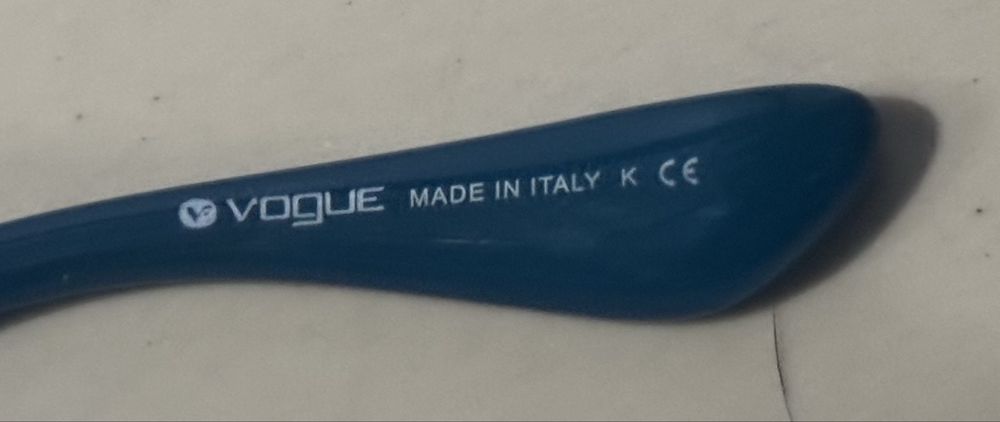 V VOGUE MADE IN ITALY K CE